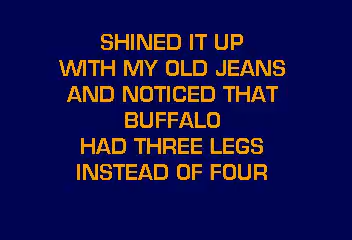 SHINED IT UP
WITH MY OLD JEANS
AND NOTICED THAT
BUFFALO
HAD THREE LEGS
INSTEAD OF FOUR